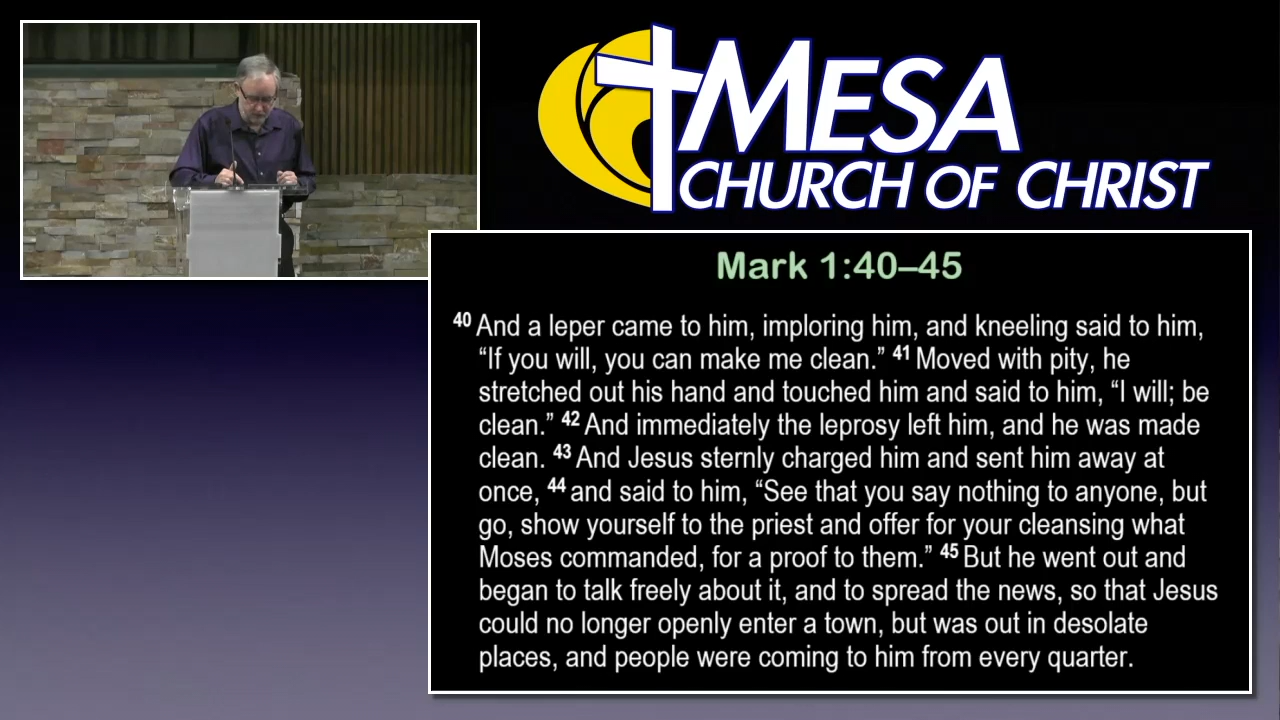 MESA
CHURCH OF CHRIST
Mark 1:40–45
40 And a leper came to him, imploring him, and kneeling said to him,
“If you will, you can make me clean.” 41 Moved with pity, he
stretched out his hand and touched him and said to him, “I will; be
clean.” 42 And immediately the leprosy left him, and he was made
clean. 43 And Jesus sternly charged him and sent him away at
once, 44 and said to him, “See that you say nothing to anyone, but
go, show yourself to the priest and offer for your cleansing what
Moses commanded, for a proof to them.” 45 But he went out and
began to talk freely about it, and to spread the news, so that Jesus
could no longer openly enter a town, but was out in desolate
places, and people were coming to him from every quarter.